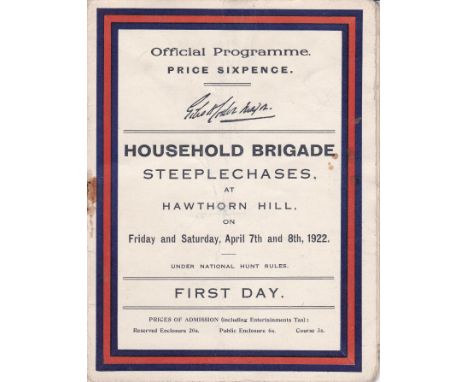 Official Programme.
PRICE SIXPENCE.
HOUSEHOLD BRIGADE
STEEPLECHASES,
AT
HAWTHORN HILL,
ON
Friday and Saturday, April 7th and 8th, 1922.
UNDER NATIONAL HUNT RULES.
FIRST DAY.
PRICES OF ADMISSION (including Entertainments Tax):
Reserved Enclosure 20s. Public Enclosure 6s. Course 3s.